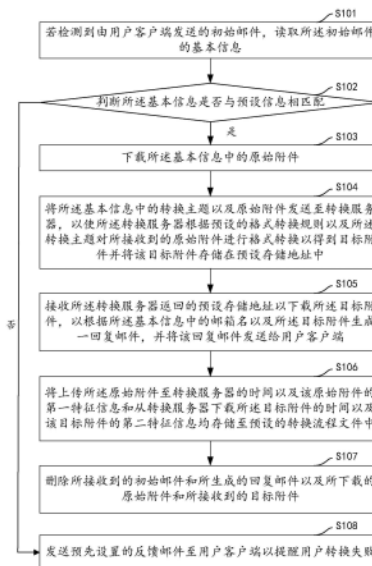 S101
若检测到由用户客户端发送的初始邮件，读取所述初始邮件
的基本信息
S102
判断所述基本信息是否与预设信息相匹配
是
S103
下载所述基本信息中的原始附件
S104
将所述基本信息中的转换主题以及原始附件发送至转换服务
器，以使所述转换服务器根据预设的格式转换规则以及所述
转换主题对所接收到的原始附件进行格式转换以得到目标附
件并将该目标附件存储在预设存储地址中
S105
接收所述转换服务器返回的预设存储地址以下载所述目标附
件，以根据所述基本信息中的邮箱名以及所述目标附件生成
一回复邮件，并将该回复邮件发送给用户客户端
否
S106
将上传所述原始附件至转换服务器的时间以及该原始附件的
第一特征信息和从转换服务器下载所述目标附件的时间以及
该目标附件的第二特征信息均存储至预设的转换流程文件中
S107
删除所接收到的初始邮件和所生成的回复邮件以及所下载的
原始附件和所接收到的目标附件
S108
发送预先设置的反馈邮件至用户客户端以提醒用户转换失败